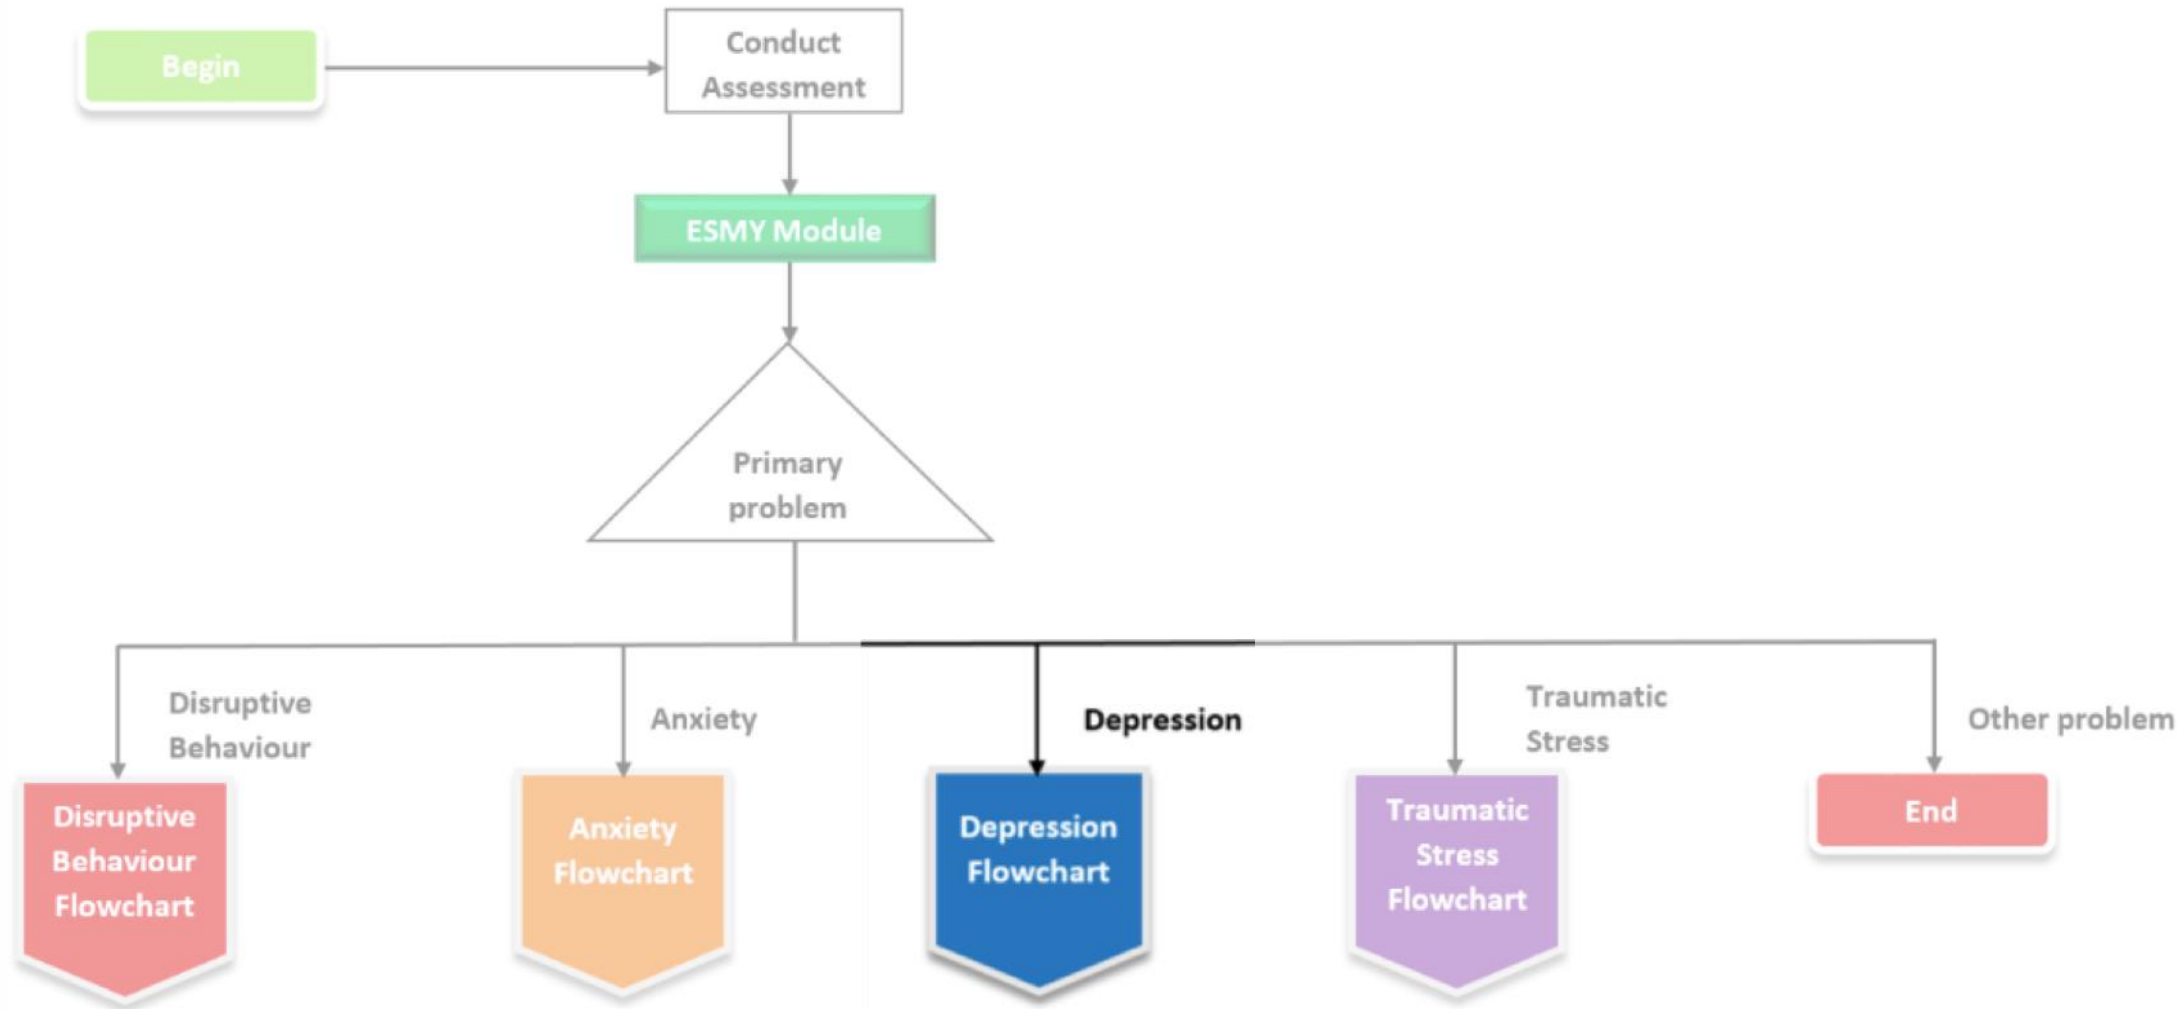 Begin
Conduct
Assessment
ESMY Module
Primary
problem
Disruptive
Behaviour
Anxiety
Depression
Traumatic
Stress
Other problem
Disruptive
Behaviour
Flowchart
Anxiety
Flowchart
Depression
Flowchart
Traumatic
Stress
Flowchart
End